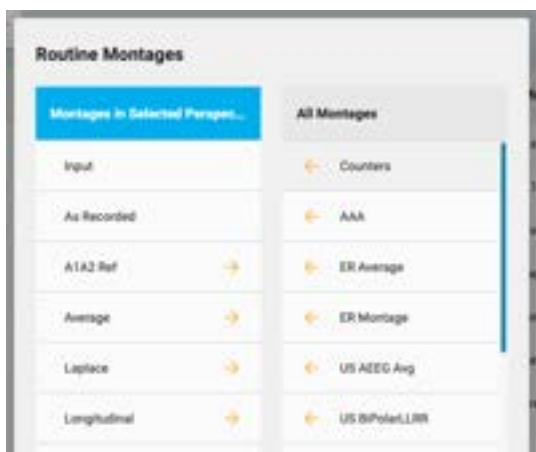 Routine Montages
Montages in Selected Perspec...
Input
As Recorded
A1A2 Ref
Average
Laplace
Longitudinal
All Montages
Counters
AAA
ER Average
ER Montage
US AEEG Avg
US BiPolarLLRR